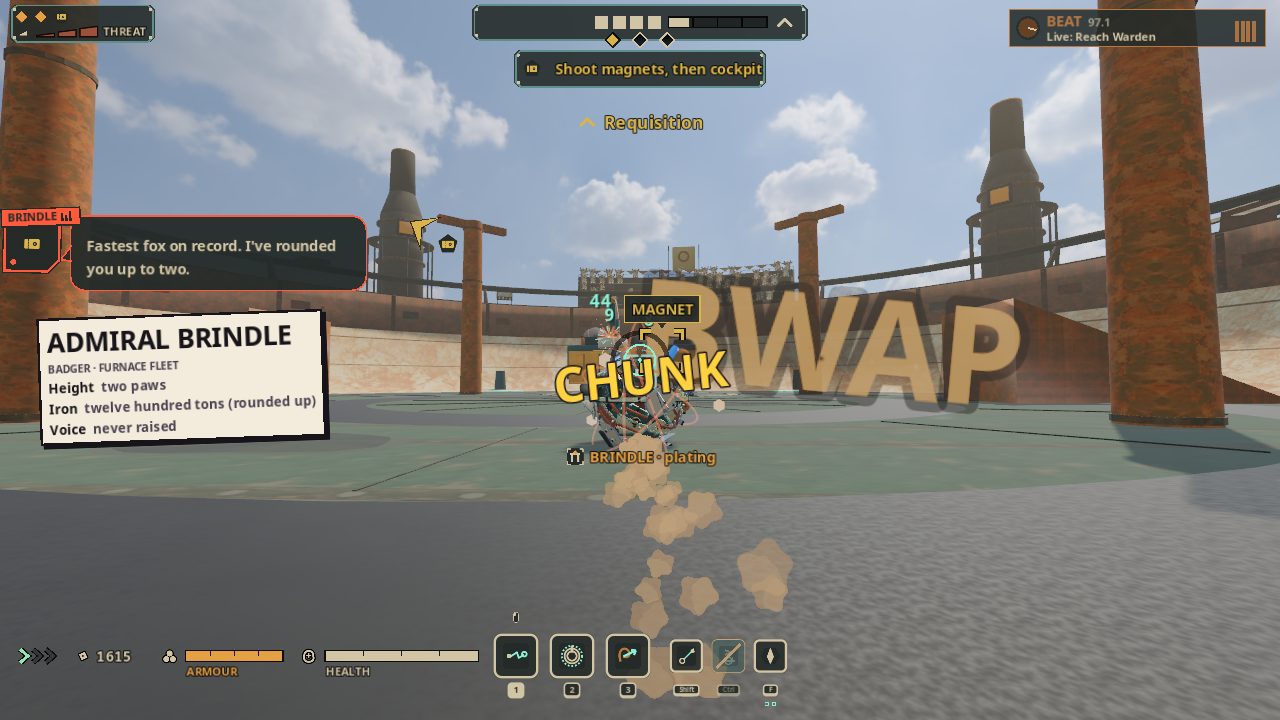 THREAT
Shoot magnets, then cockpit
BEAT 97.1
Live: Reach Warden
Requisition
BRINDLE
Fastest fox on record. I've rounded
you up to two.
ADMIRAL BRINDLE
BADGER · FURNACE FLEET
Height two paws
Iron twelve hundred tons (rounded up)
Voice never raised
44
9
MAGNET
BWAP
CHUNK
BRINDLE · plating
1615
ARMOUR
HEALTH
1
2
3
Shift
Ctrl
F